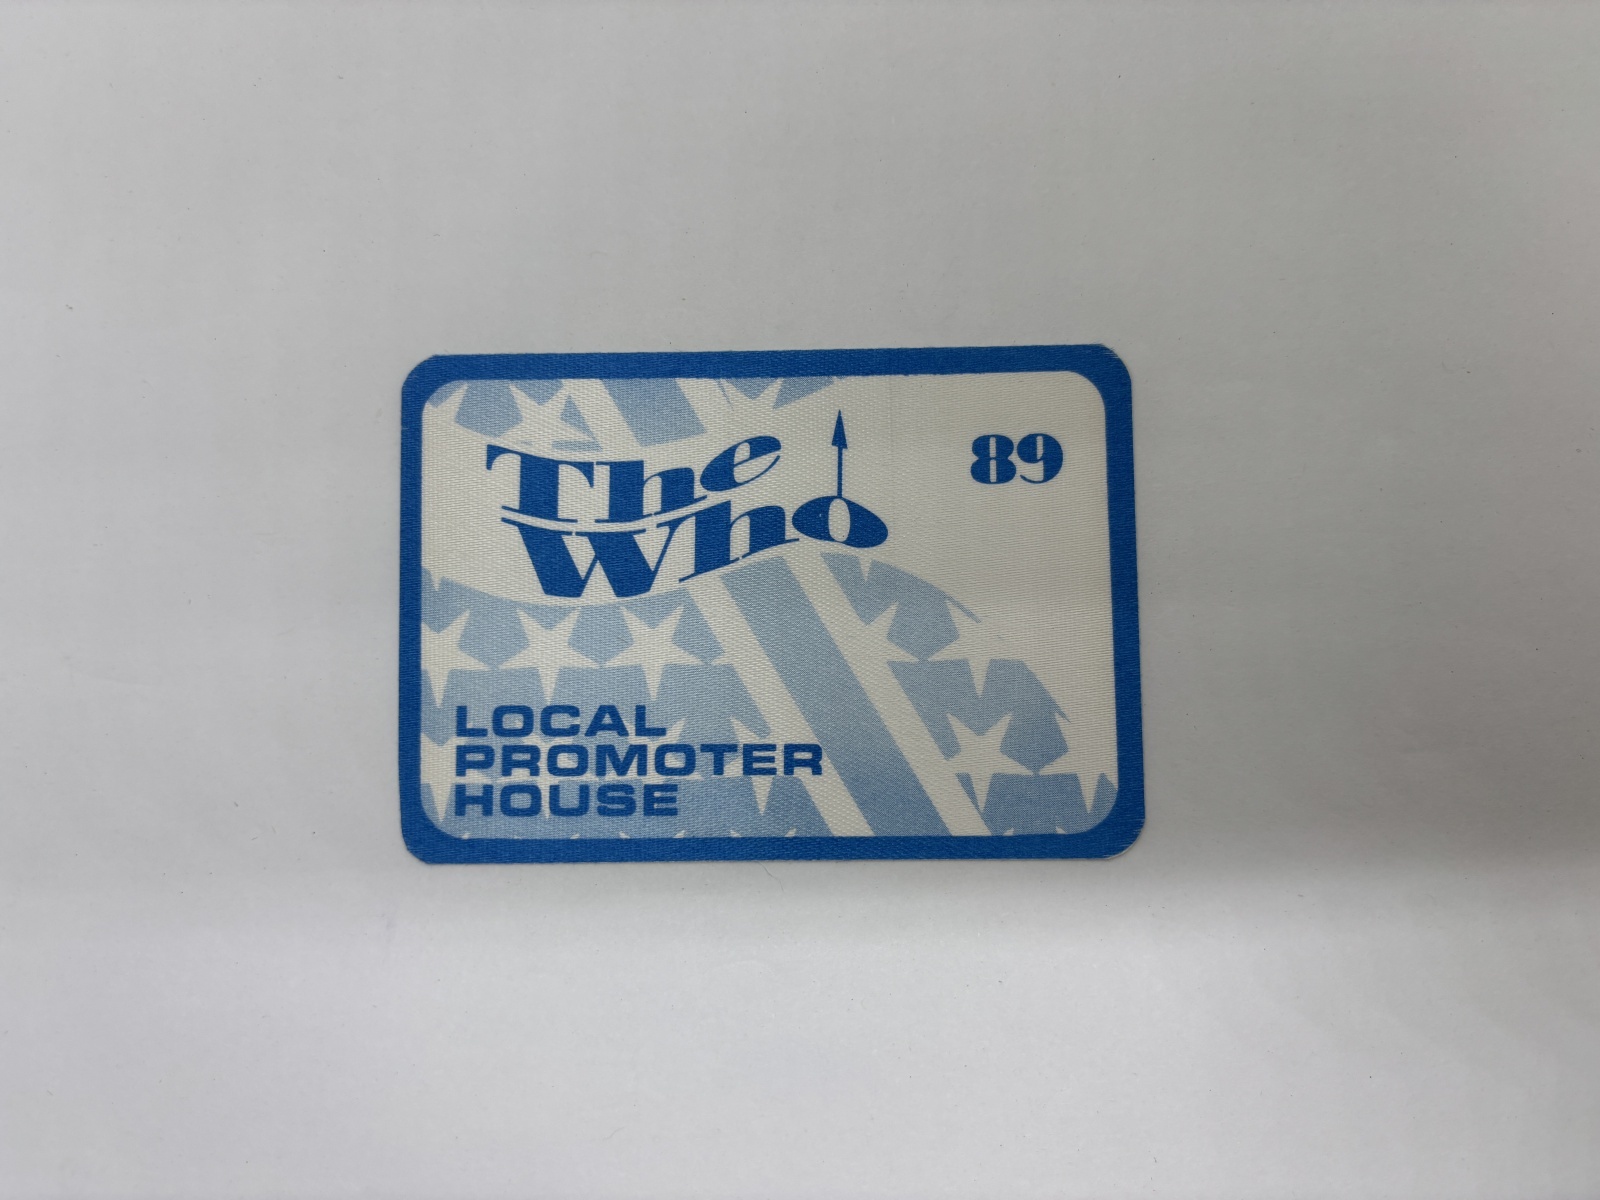 The
Who
89
LOCAL
PROMOTER
HOUSE